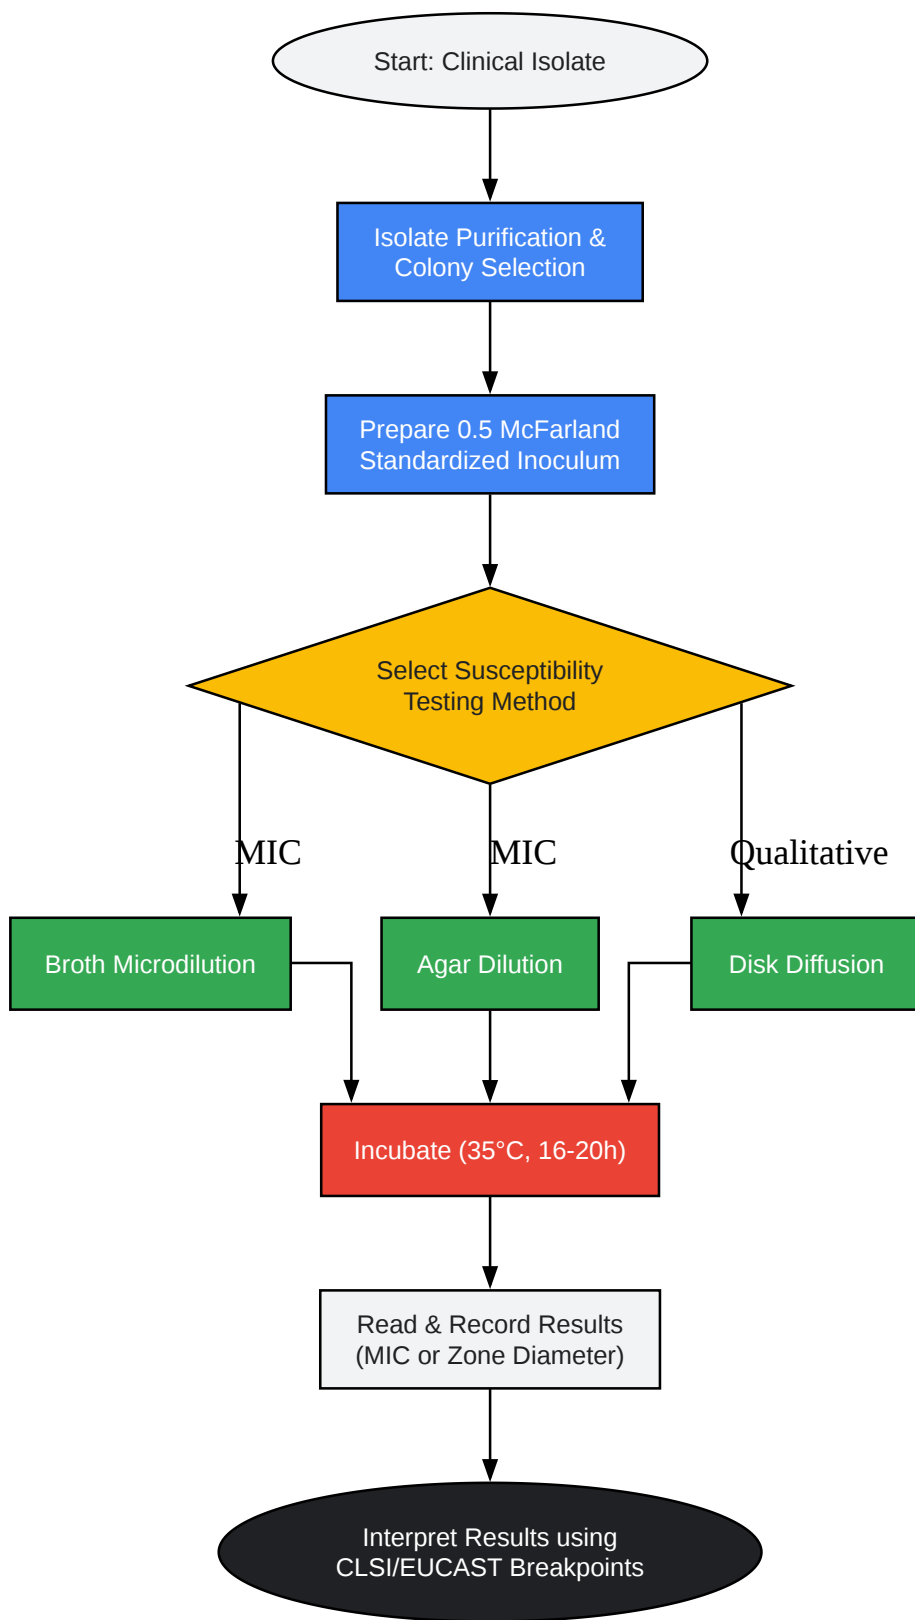 Start: Clinical Isolate
Isolate Purification &
Colony Selection
Prepare 0.5 McFarland
Standardized Inoculum
Select Susceptibility
Testing Method
MIC
MIC
Qualitative
Broth Microdilution
Agar Dilution
Disk Diffusion
Incubate (35°C, 16-20h)
Read & Record Results
(MIC or Zone Diameter)
Interpret Results using
CLSI/EUCAST Breakpoints